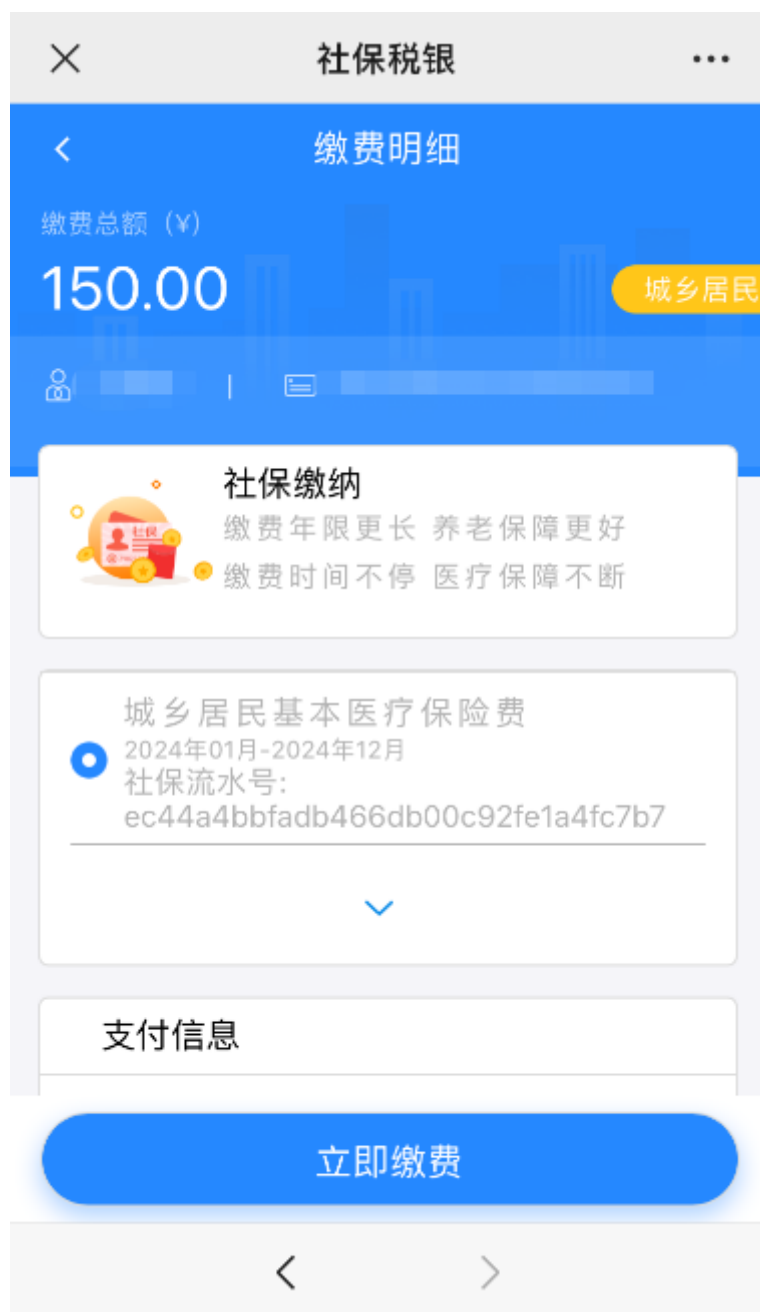 社保税银
缴费明细
缴费总额（¥）
150.00
城乡居民
社保缴纳
缴费年限更长 养老保障更好
缴费时间不停 医疗保障不断
城乡居民基本医疗保险费
2024年01月-2024年12月
社保流水号:
ec44a4bbfadb466db00c92fe1a4fc7b7
支付信息
立即缴费